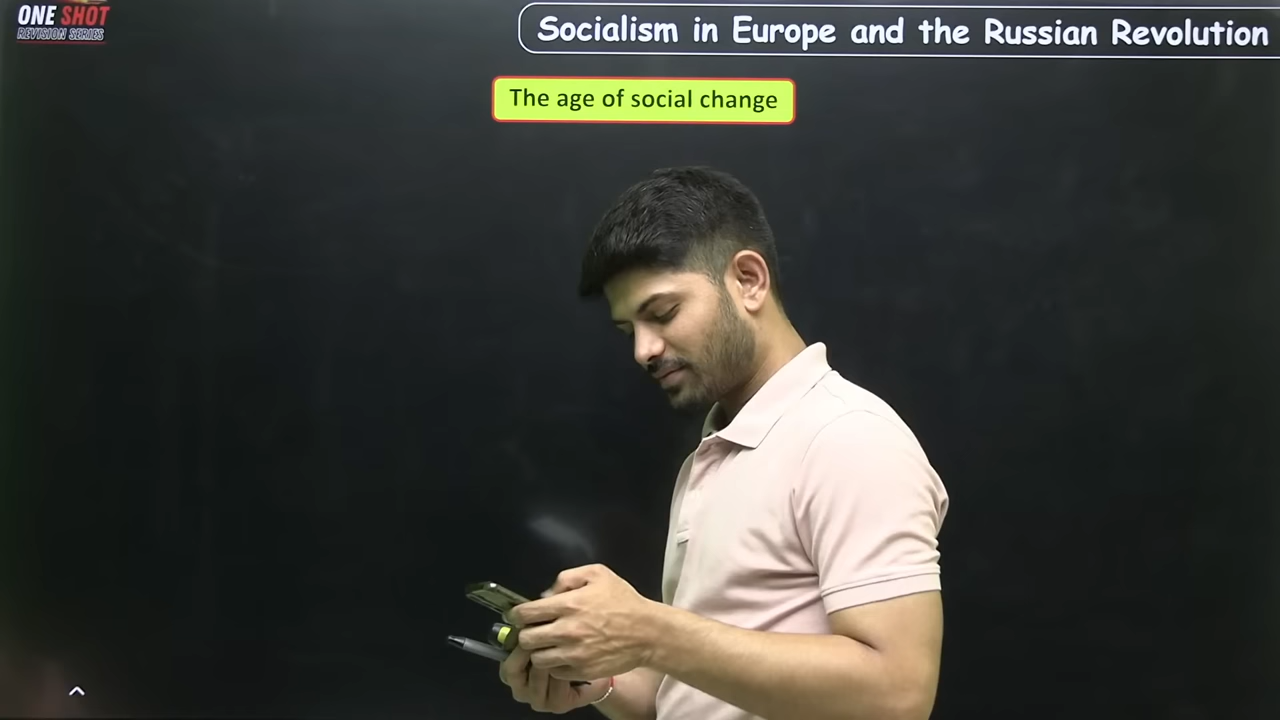 ONE SHOT
REVISION SERIES
Socialism in Europe and the Russian Revolution
The age of social change